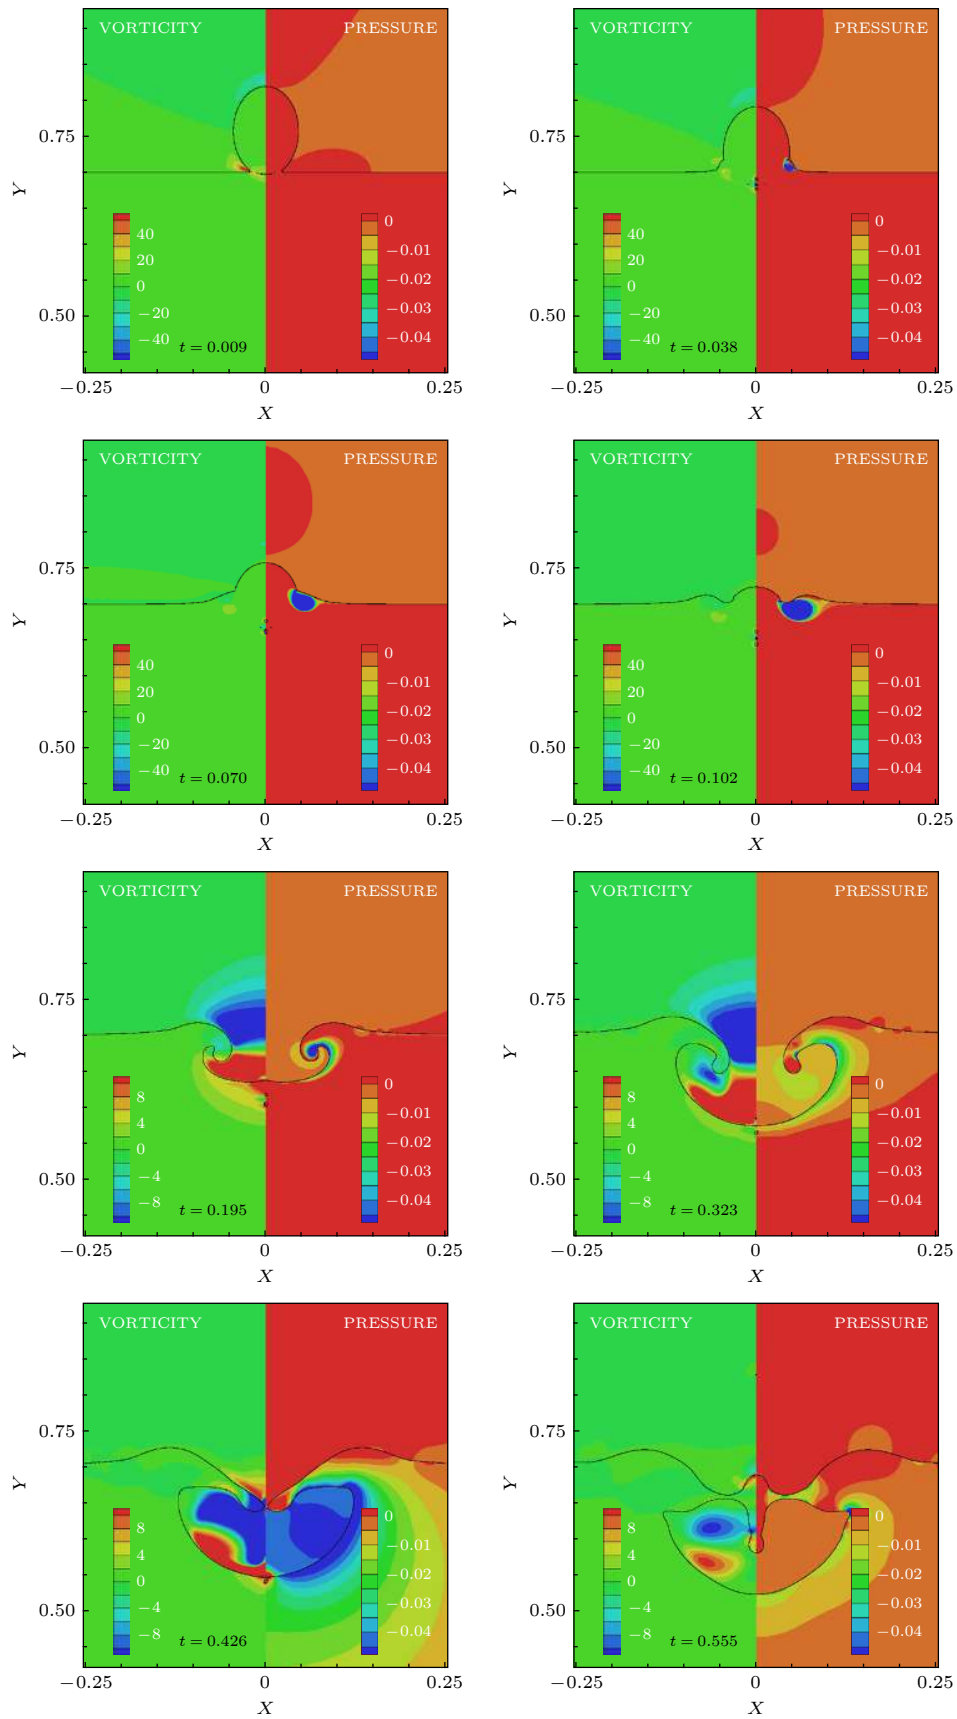 VORTICITY PRESSURE
0.75
Y
40 0
20 −0.01
0 −0.02
−20 −0.03
−40 −0.04
0.50
t = 0.009
−0.25 0 0.25
X
VORTICITY PRESSURE
0.75
Y
40 0
20 −0.01
0 −0.02
−20 −0.03
−40 −0.04
0.50
t = 0.038
−0.25 0 0.25
X
VORTICITY PRESSURE
0.75
Y
40 0
20 −0.01
0 −0.02
−20 −0.03
−40 −0.04
0.50
t = 0.070
−0.25 0 0.25
X
VORTICITY PRESSURE
0.75
Y
40 0
20 −0.01
0 −0.02
−20 −0.03
−40 −0.04
0.50
t = 0.102
−0.25 0 0.25
X
VORTICITY PRESSURE
0.75
Y
8 0
4 −0.01
0 −0.02
−4 −0.03
−8 −0.04
0.50
t = 0.195
−0.25 0 0.25
X
VORTICITY PRESSURE
0.75
Y
8 0
4 −0.01
0 −0.02
−4 −0.03
−8 −0.04
0.50
t = 0.323
−0.25 0 0.25
X
VORTICITY PRESSURE
0.75
Y
8 0
4 −0.01
0 −0.02
−4 −0.03
−8 −0.04
0.50
t = 0.426
−0.25 0 0.25
X
VORTICITY PRESSURE
0.75
Y
8 0
4 −0.01
0 −0.02
−4 −0.03
−8 −0.04
0.50
t = 0.555
−0.25 0 0.25
X